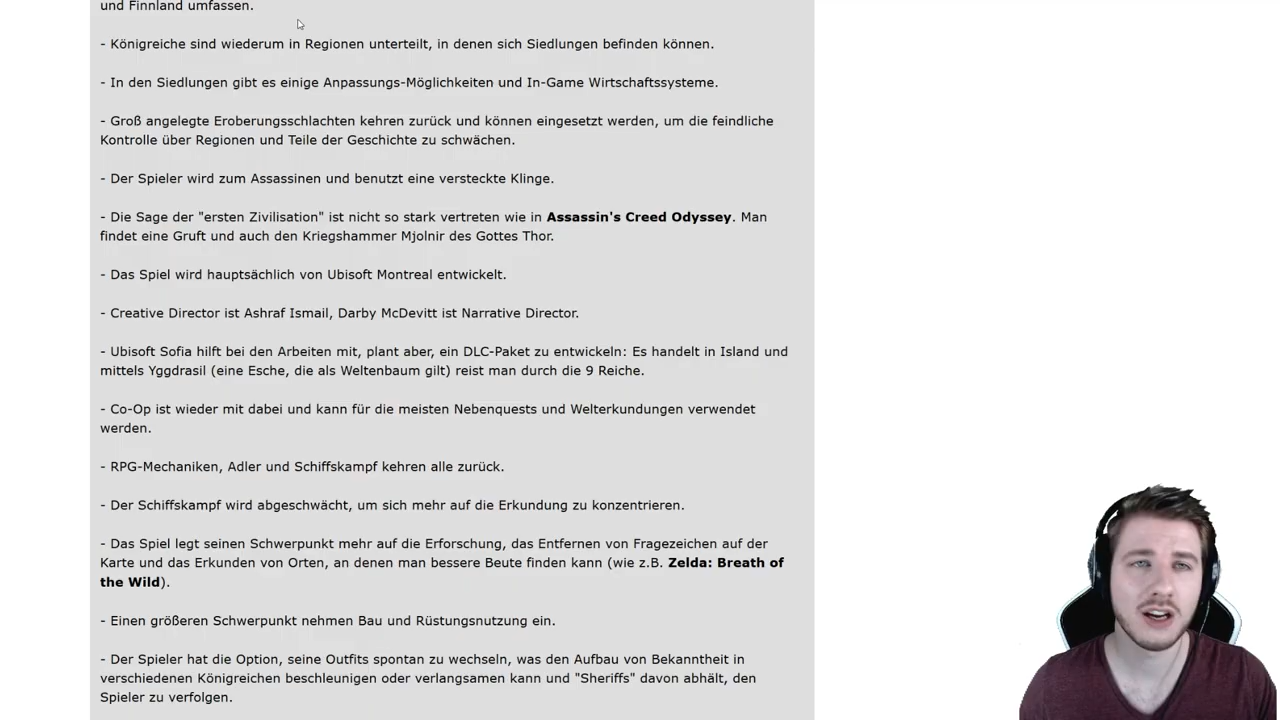 und Finnland umfassen.
- Königreiche sind wiederum in Regionen unterteilt, in denen sich Siedlungen befinden können.
- In den Siedlungen gibt es einige Anpassungs-Möglichkeiten und In-Game Wirtschaftssysteme.
- Groß angelegte Eroberungsschlachten kehren zurück und können eingesetzt werden, um die feindliche
Kontrolle über Regionen und Teile der Geschichte zu schwächen.
- Der Spieler wird zum Assassinen und benutzt eine versteckte Klinge.
- Die Sage der "ersten Zivilisation" ist nicht so stark vertreten wie in Assassin's Creed Odyssey. Man
findet eine Gruft und auch den Kriegshammer Mjolnir des Gottes Thor.
- Das Spiel wird hauptsächlich von Ubisoft Montreal entwickelt.
- Creative Director ist Ashraf Ismail, Darby McDevitt ist Narrative Director.
- Ubisoft Sofia hilft bei den Arbeiten mit, plant aber, ein DLC-Paket zu entwickeln: Es handelt in Island und
mittels Yggdrasil (eine Esche, die als Weltenbaum gilt) reist man durch die 9 Reiche.
- Co-Op ist wieder mit dabei und kann für die meisten Nebenquests und Welterkundungen verwendet
werden.
- RPG-Mechaniken, Adler und Schiffskampf kehren alle zurück.
- Der Schiffskampf wird abgeschwächt, um sich mehr auf die Erkundung zu konzentrieren.
- Das Spiel legt seinen Schwerpunkt mehr auf die Erforschung, das Entfernen von Fragezeichen auf der
Karte und das Erkunden von Orten, an denen man bessere Beute finden kann (wie z.B. Zelda: Breath of
the Wild).
- Einen größeren Schwerpunkt nehmen Bau und Rüstungsnutzung ein.
- Der Spieler hat die Option, seine Outfits spontan zu wechseln, was den Aufbau von Bekanntheit in
verschiedenen Königreichen beschleunigen oder verlangsamen kann und "Sheriffs" davon abhält, den
Spieler zu verfolgen.